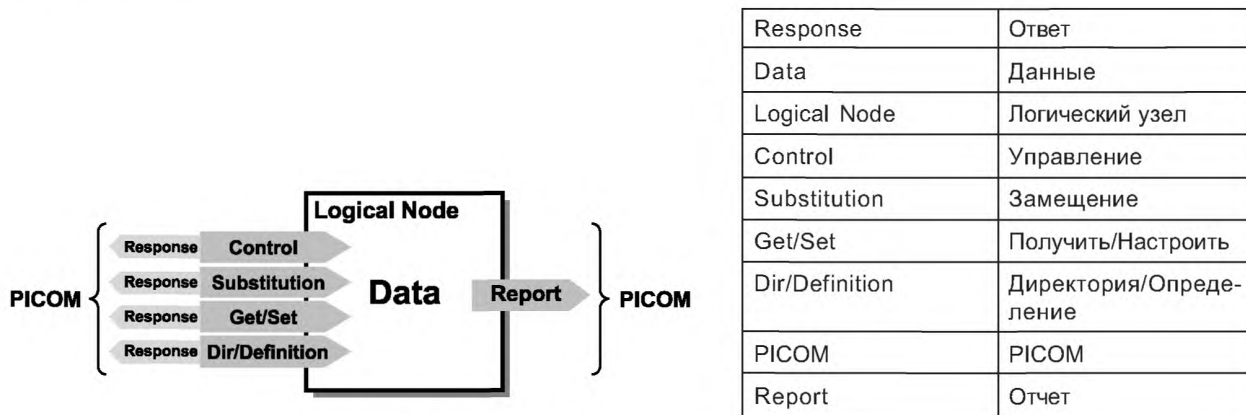 Logical Node
Response Control
Response Substitution
Response Get/Set
Response Dir/Definition
PICOM
Data
Report
PICOM
Response Ответ
Data Данные
Logical Node Логический узел
Control Управление
Substitution Замещение
Get/Set Получить/Настроить
Dir/Definition Директория/Опреде-
ление
PICOM PICOM
Report Отчет